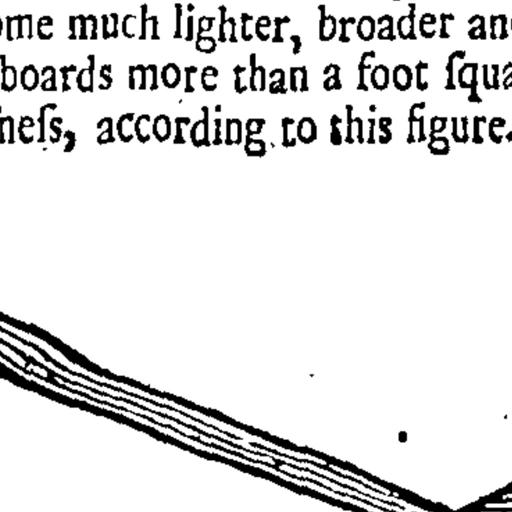 ome much lighter, broader an
boards more than a foot ſqua
neſs, according to this figure.